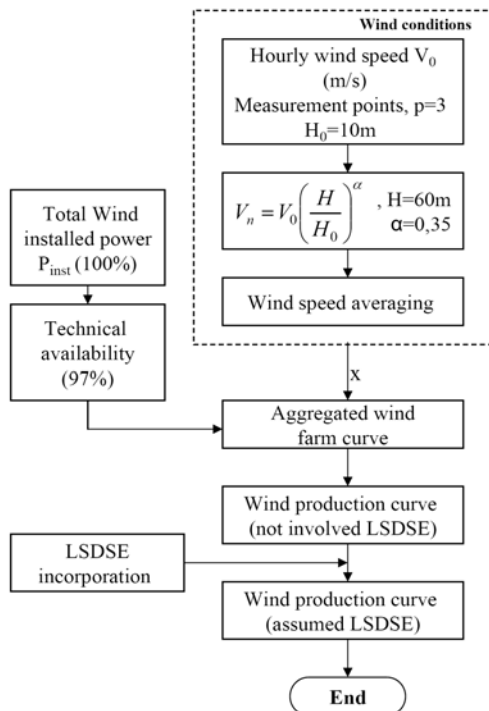 Wind conditions
Hourly wind speed V₀
(m/s)
Measurement points, p=3
H₀=10m
Vₙ = V₀(H/H₀)^α , H=60m
α=0,35
Wind speed averaging
Total Wind
installed power
P_inst (100%)
Technical
availability
(97%)
x
Aggregated wind
farm curve
Wind production curve
(not involved LSDSE)
LSDSE
incorporation
Wind production curve
(assumed LSDSE)
End